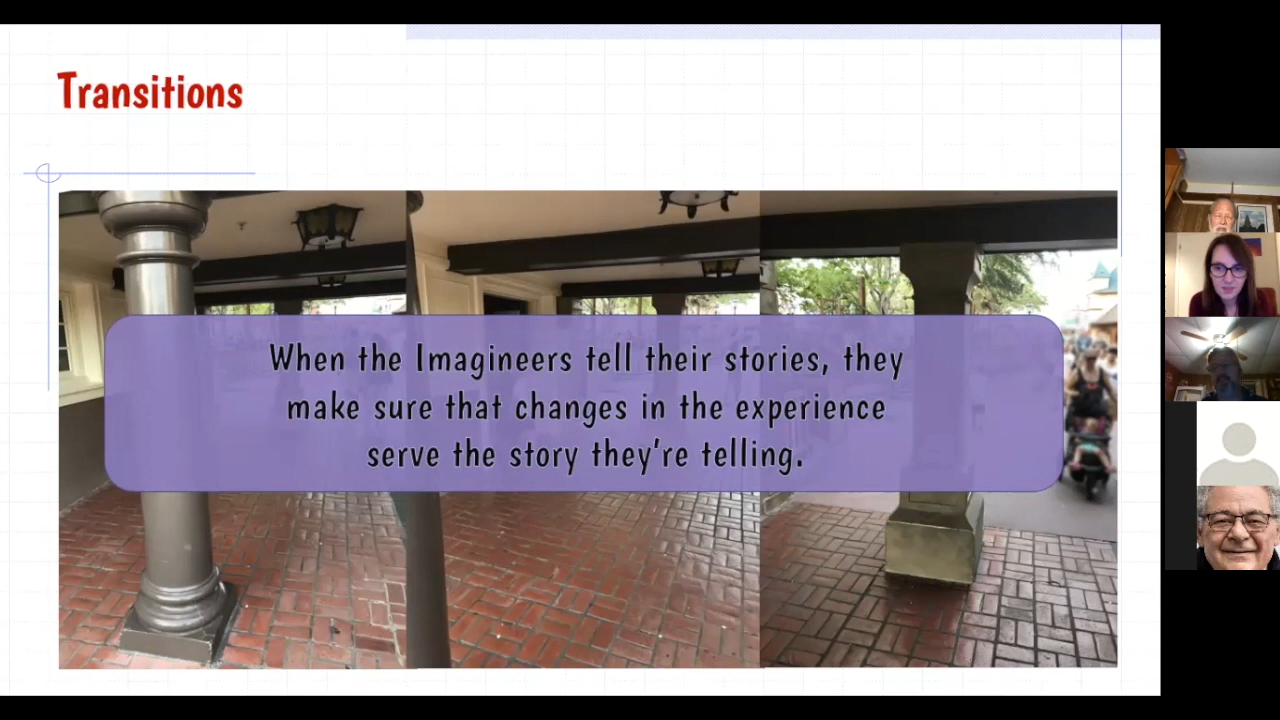 Transitions
When the Imagineers tell their stories, they
make sure that changes in the experience
serve the story they're telling.